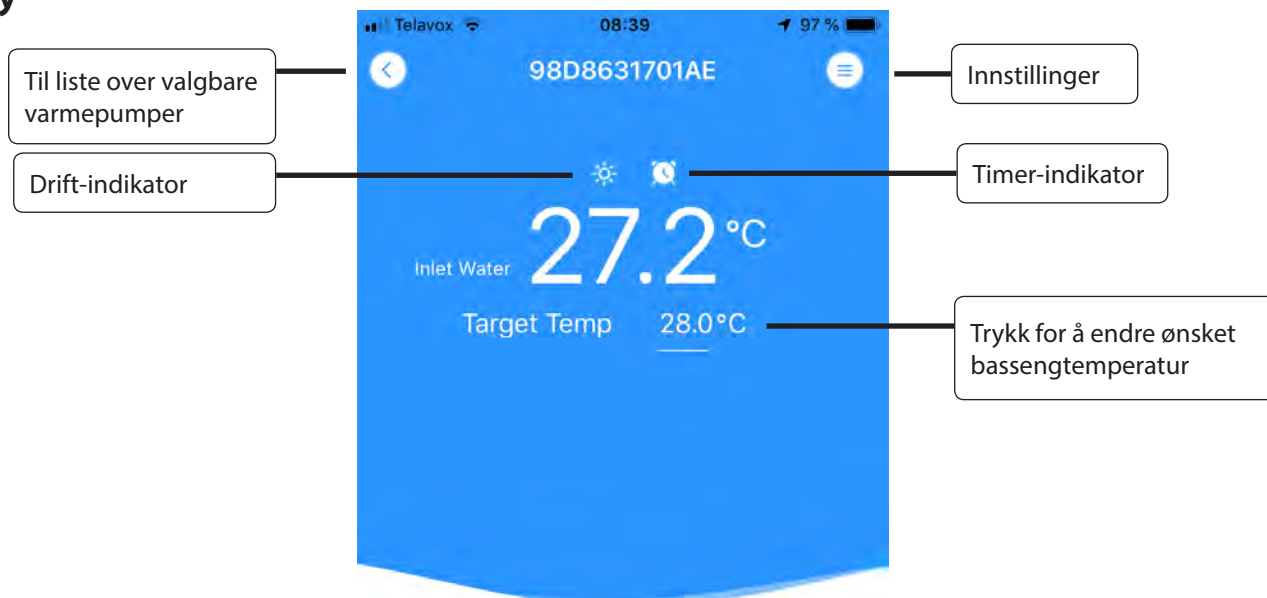 y
Telavox 08:39 97 %
98D8631701AE
Til liste over valgbare
varmepumper
Innstillinger
Drift-indikator
Timer-indikator
27.2 °C
Inlet Water
Target Temp 28.0°C
Trykk for å endre ønsket
bassengtemperatur